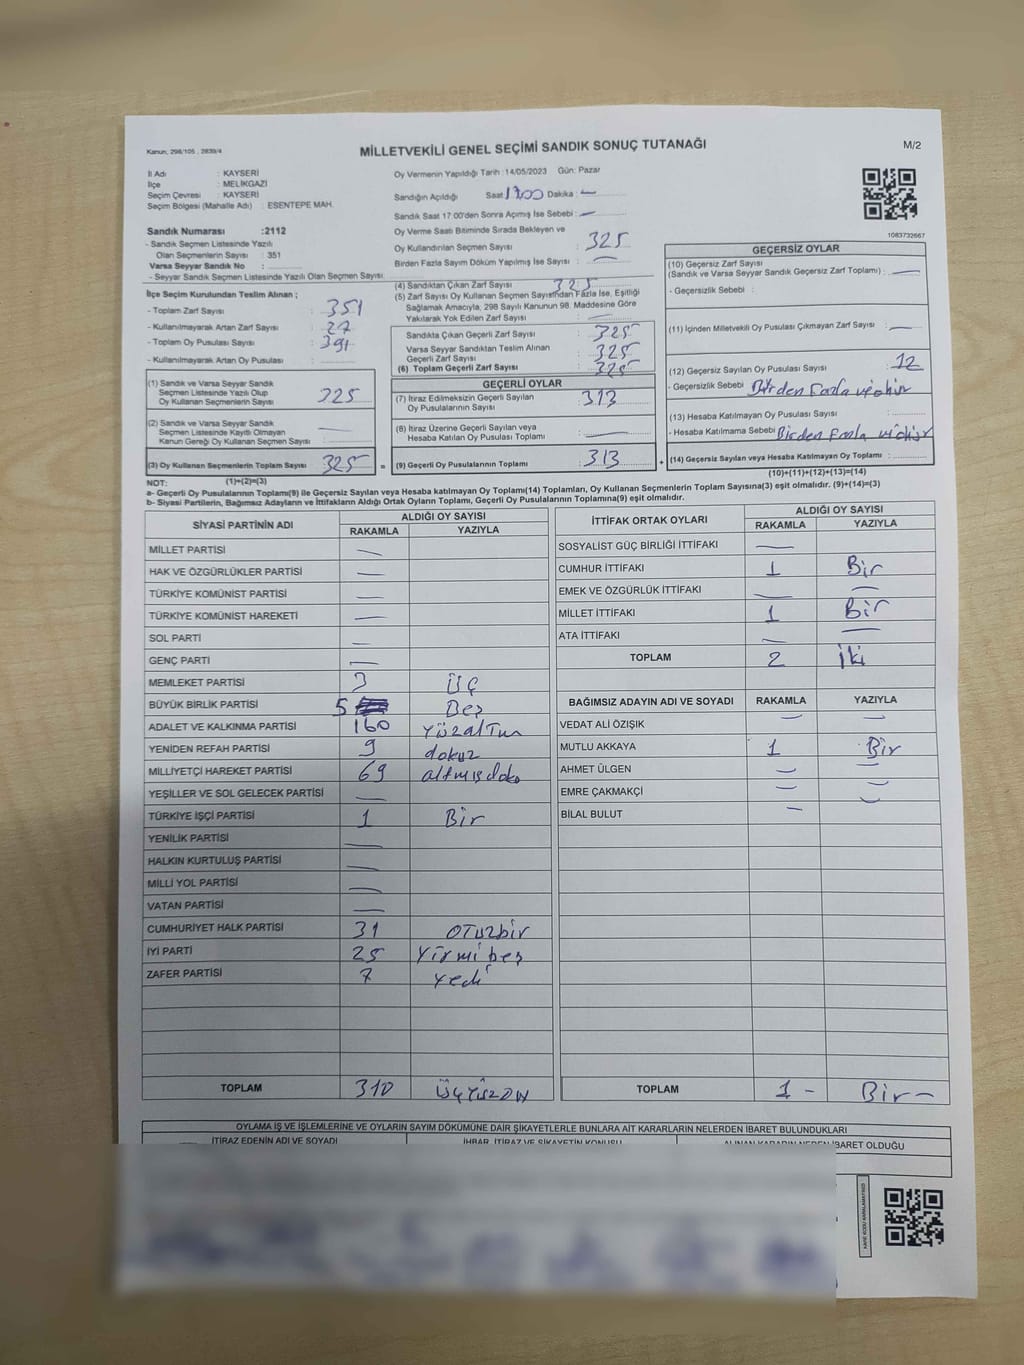 Kanun: 298/105 , 2839/4
MİLLETVEKİLİ GENEL SEÇİMİ SANDIK SONUÇ TUTANAĞI
M/2
İl Adı : KAYSERİ
İlçe : MELİKGAZİ
Seçim Çevresi : KAYSERİ
Seçim Bölgesi (Mahalle Adı) : ESENTEPE MAH.
Sandık Numarası :2112
- Sandık Seçmen Listesinde Yazılı
Olan Seçmenlerin Sayısı : 351
Varsa Seyyar Sandık No :
- Seyyar Sandık Seçmen Listesinde Yazılı Olan Seçmen Sayısı:
Oy Vermenin Yapıldığı Tarih : 14/05/2023 Gün: Pazar
Sandığın Açıldığı Saat 1700 Dakika : —
Sandık Saat 17:00'den Sonra Açımış İse Sebebi : —
Oy Verme Saati Bitiminde Sırada Bekleyen ve
Oy Kullandırılan Seçmen Sayısı : 325
Birden Fazla Sayım Döküm Yapılmış İse Sayısı : —
1083732667
İlçe Seçim Kurulundan Teslim Alınan ;
- Toplam Zarf Sayısı : 351
- Kullanılmayarak Artan Zarf Sayısı : 27
- Toplam Oy Pusulası Sayısı : 391
- Kullanılmayarak Artan Oy Pusulası :
(1) Sandık ve Varsa Seyyar Sandık
Seçmen Listesinde Yazılı Olup
Oy Kullanan Seçmenlerin Sayısı : 225
(2) Sandık ve Varsa Seyyar Sandık
Seçmen Listesinde Kayıtlı Olmayan
Kanun Gereği Oy Kullanan Seçmen Sayısı : —
(3) Oy Kullanan Seçmenlerin Toplam Sayısı : 325 =
(1)+(2)=(3)
(4) Sandıktan Çıkan Zarf Sayısı : 325
(5) Zarf Sayısı Oy Kullanan Seçmen Sayısından Fazla İse, Eşitliği
Sağlamak Amacıyla, 298 Sayılı Kanunun 98. Maddesine Göre
Yakılarak Yok Edilen Zarf Sayısı : —
Sandıkta Çıkan Geçerli Zarf Sayısı : 325
Varsa Seyyar Sandıktan Teslim Alınan
Geçerli Zarf Sayısı : 325
(6) Toplam Geçerli Zarf Sayısı : 325
GEÇERLİ OYLAR
(7) İtiraz Edilmeksizin Geçerli Sayılan
Oy Pusulalarının Sayısı : 313
(8) İtiraz Üzerine Geçerli Sayılan veya
Hesaba Katılan Oy Pusulası Toplamı : —
(9) Geçerli Oy Pusulalarının Toplamı : 313 +
GEÇERSİZ OYLAR
(10) Geçersiz Zarf Sayısı
(Sandık ve Varsa Seyyar Sandık Geçersiz Zarf Toplamı) : —
- Geçersizlik Sebebi :
(11) İçinden Milletvekili Oy Pusulası Çıkmayan Zarf Sayısı : —
(12) Geçersiz Sayılan Oy Pusulası Sayısı : 12
- Geçersizlik Sebebi : Birden Fazla
(13) Hesaba Katılmayan Oy Pusulası Sayısı :
- Hesaba Katılmama Sebebi : Birden Fazla
(14) Geçersiz Sayılan veya Hesaba Katılmayan Oy Toplamı :
(10)+(11)+(12)+(13)=(14)
NOT:
a- Geçerli Oy Pusulalarının Toplamı(9) ile Geçersiz Sayılan veya Hesaba katılmayan Oy Toplamı(14) Toplamları, Oy Kullanan Seçmenlerin Toplam Sayısına(3) eşit olmalıdır. (9)+(14)=(3)
b- Siyasi Partilerin, Bağımsız Adayların ve İttifakların Aldığı Ortak Oyların Toplamı, Geçerli Oy Pusulalarının Toplamına(9) eşit olmalıdır.
SİYASİ PARTİNİN ADI ALDIĞI OY SAYISI
RAKAMLA YAZIYLA
MİLLET PARTİSİ —
HAK VE ÖZGÜRLÜKLER PARTİSİ —
TÜRKİYE KOMÜNİST PARTİSİ —
TÜRKİYE KOMÜNİST HAREKETİ —
SOL PARTİ —
GENÇ PARTİ —
MEMLEKET PARTİSİ 3 Üç
BÜYÜK BİRLİK PARTİSİ 5 Beş
ADALET VE KALKINMA PARTİSİ 160 Yüzaltmı
YENİDEN REFAH PARTİSİ 9 dokuz
MİLLİYETÇİ HAREKET PARTİSİ 69 altmışdoko
YEŞİLLER VE SOL GELECEK PARTİSİ —
TÜRKİYE İŞÇİ PARTİSİ 1 Bir
YENİLİK PARTİSİ —
HALKIN KURTULUŞ PARTİSİ —
MİLLİ YOL PARTİSİ —
VATAN PARTİSİ —
CUMHURİYET HALK PARTİSİ 31 OTuzbir
İYİ PARTİ 25 Yirmi beş
ZAFER PARTİSİ 7 Yedi
TOPLAM 310 ÜçYüzON
İTTİFAK ORTAK OYLARI ALDIĞI OY SAYISI
RAKAMLA YAZIYLA
SOSYALİST GÜÇ BİRLİĞİ İTTİFAKI —
CUMHUR İTTİFAKI 1 Bir
EMEK VE ÖZGÜRLÜK İTTİFAKI — —
MİLLET İTTİFAKI 1 Bir
ATA İTTİFAKI — —
TOPLAM 2 İki
BAĞIMSIZ ADAYIN ADI VE SOYADI RAKAMLA YAZIYLA
VEDAT ALİ ÖZIŞIK — —
MUTLU AKKAYA 1 Bir
AHMET ÜLGEN — —
EMRE ÇAKMAKÇİ — —
BİLAL BULUT — —
TOPLAM 1 - Bir —
OYLAMA İŞ VE İŞLEMLERİNE VE OYLARIN SAYIM DÖKÜMÜNE DAİR ŞİKAYETLERLE BUNLARA AİT KARARLARIN NELERDEN İBARET BULUNDUKLARI
İTİRAZ EDENİN ADI VE SOYADI İHBAR, İTİRAZ VE ŞİKAYETİN KONUSU ALINAN KARARIN NEDEN İBARET OLDUĞU